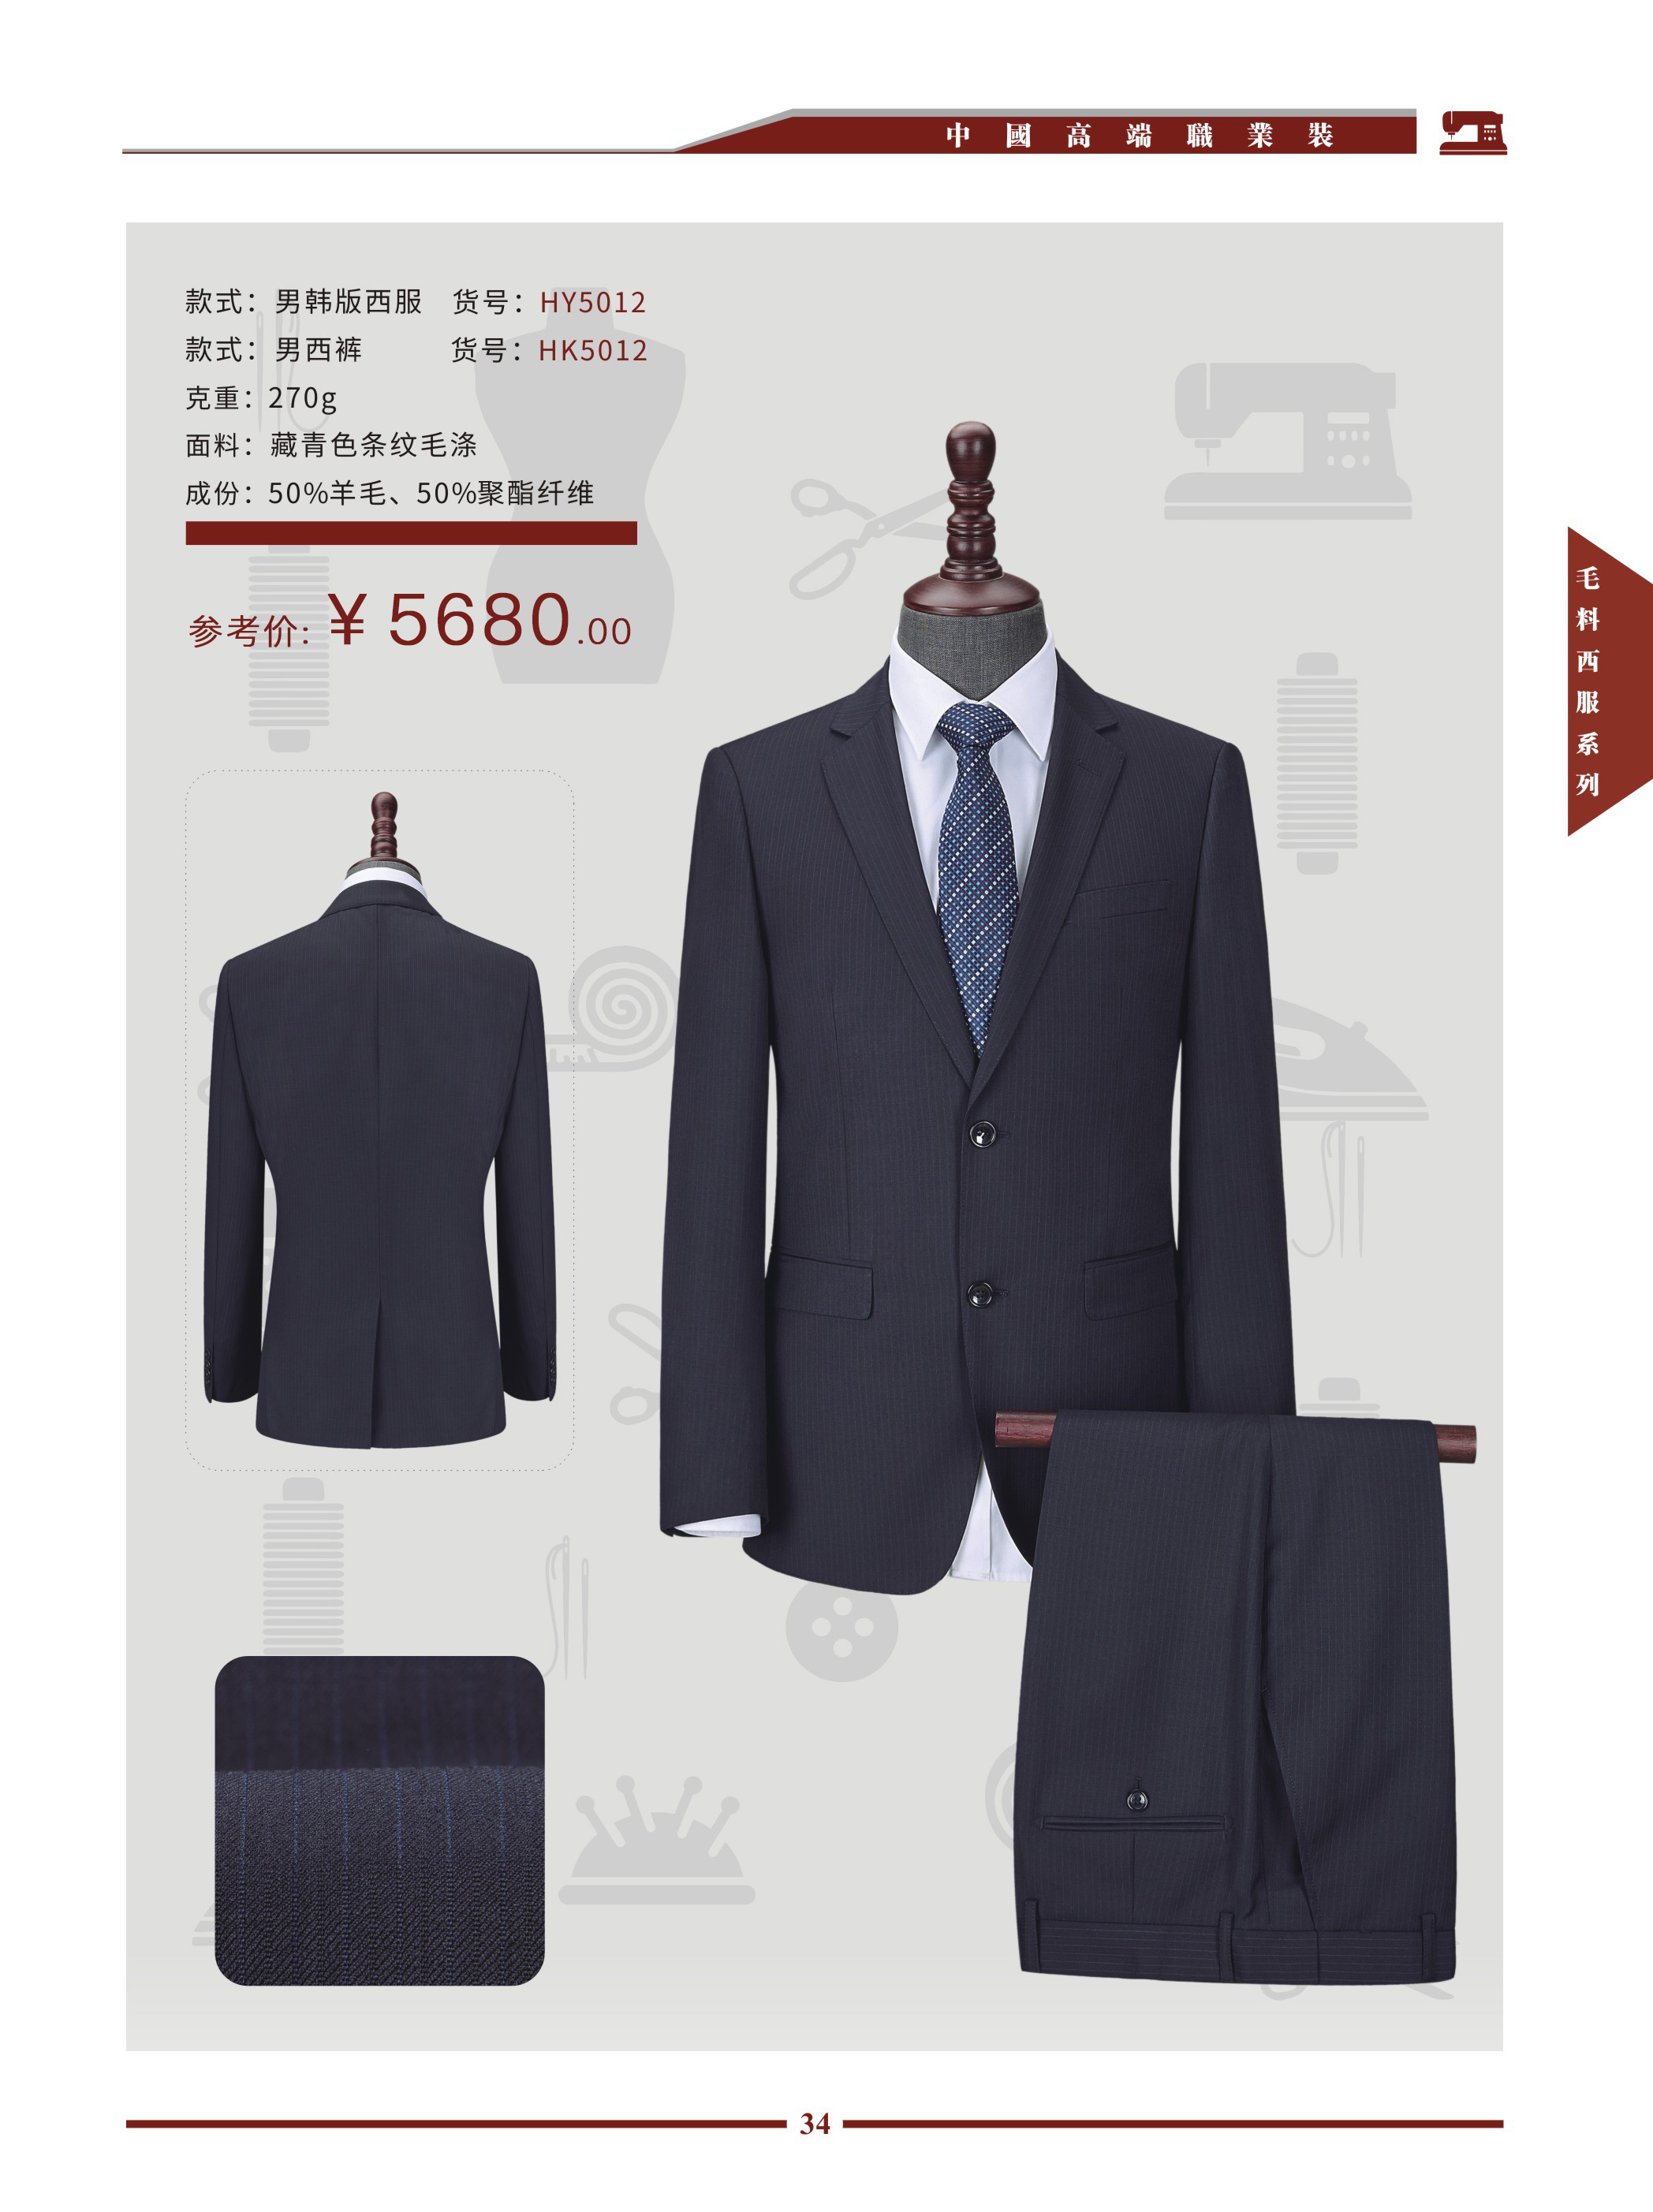 中國高端職業裝
款式：男韩版西服 货号：HY5012
款式：男西裤 货号：HK5012
克重：270g
面料：藏青色条纹毛涤
成份：50%羊毛、50%聚酯纤维
参考价：¥ 5680.00
毛料西服系列
34